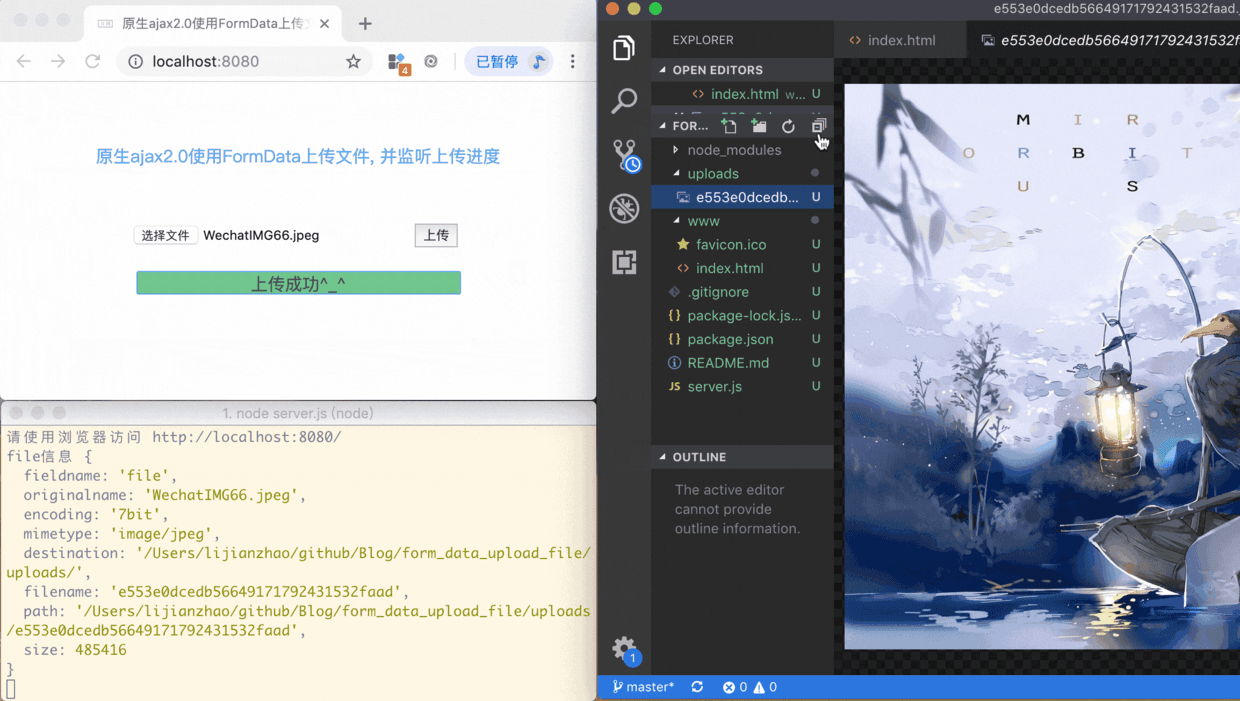 原生ajax2.0使用FormData上传
localhost:8080
4
已暂停
原生ajax2.0使用FormData上传文件, 并监听上传进度
选择文件 WechatIMG66.jpeg
上传
上传成功^_^
1. node server.js (node)
请使用浏览器访问 http://localhost:8080/
file信息 {
fieldname: 'file',
originalname: 'WechatIMG66.jpeg',
encoding: '7bit',
mimetype: 'image/jpeg',
destination: '/Users/lijianzhao/github/Blog/form_data_upload_file/
uploads/',
filename: 'e553e0dcedb56649171792431532faad',
path: '/Users/lijianzhao/github/Blog/form_data_upload_file/uploads
/e553e0dcedb56649171792431532faad',
size: 485416
}
e553e0dcedb56649171792431532faad.
EXPLORER
OPEN EDITORS
index.html w... U
FOR...
node_modules
uploads
e553e0dcedb... U
www
favicon.ico U
index.html U
.gitignore U
package-lock.js... U
package.json U
README.md U
JS server.js U
OUTLINE
The active editor
cannot provide
outline information.
1
master* 0 0
index.html
e553e0dcedb56649171792431532f
M I R
O R B I T
U S